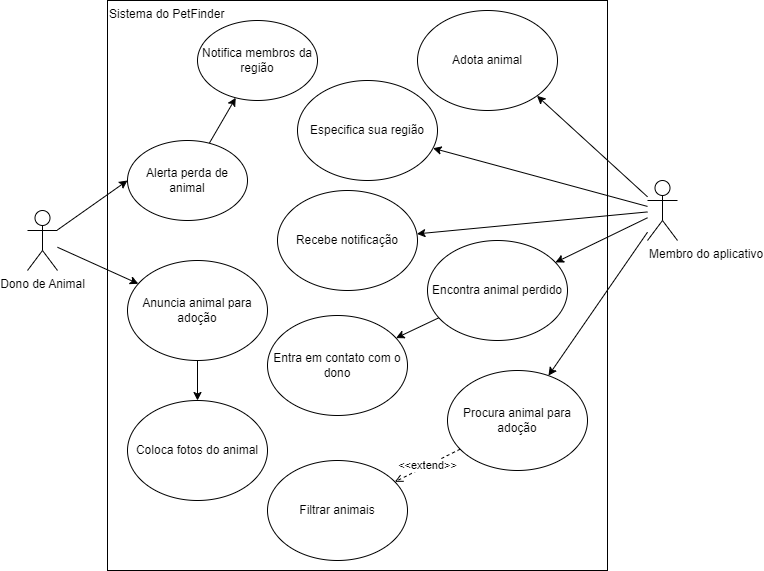 Sistema do PetFinder
Notifica membros da
região
Adota animal
Especifica sua região
Alerta perda de
animal
Recebe notificação
Membro do aplicativo
Dono de Animal
Anuncia animal para
adoção
Encontra animal perdido
Entra em contato com o
dono
Procura animal para
adoção
Coloca fotos do animal
<<extend>>
Filtrar animais